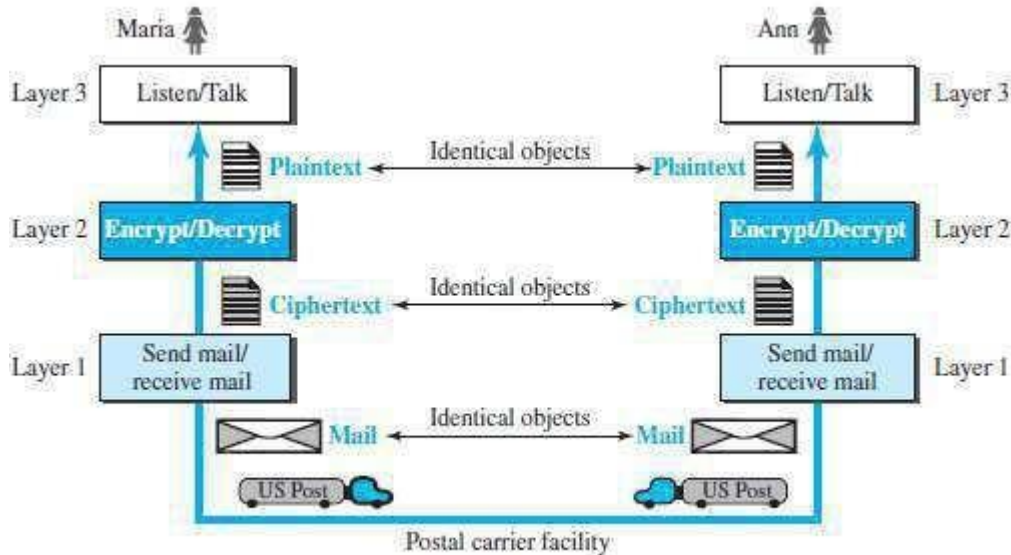 Maria
Ann
Layer 3
Listen/Talk
Listen/Talk
Layer 3
Plaintext
Identical objects
Plaintext
Layer 2
Encrypt/Decrypt
Encrypt/Decrypt
Layer 2
Ciphertext
Identical objects
Ciphertext
Layer 1
Send mail/
receive mail
Send mail/
receive mail
Layer 1
Mail
Identical objects
Mail
US Post
US Post
Postal carrier facility